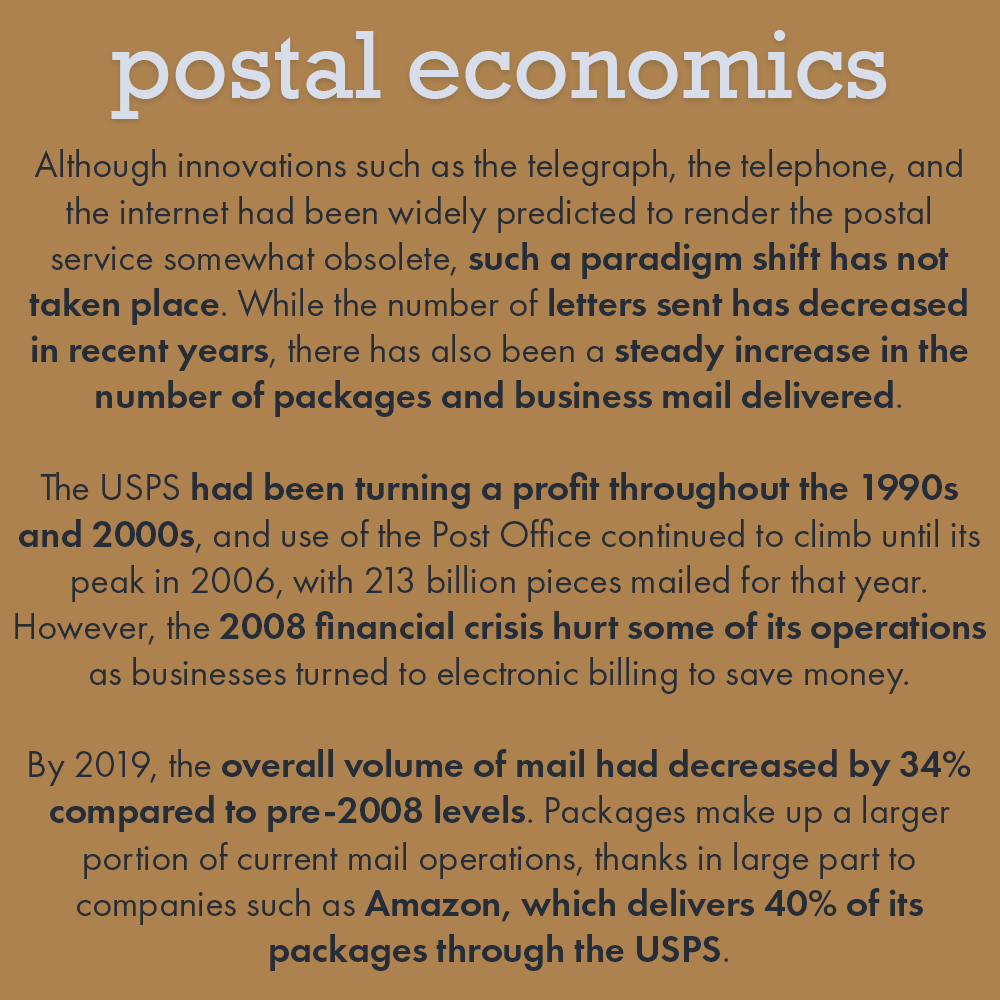 postal economics
Although innovations such as the telegraph, the telephone, and
the internet had been widely predicted to render the postal
service somewhat obsolete, such a paradigm shift has not
taken place. While the number of letters sent has decreased
in recent years, there has also been a steady increase in the
number of packages and business mail delivered.
The USPS had been turning a profit throughout the 1990s
and 2000s, and use of the Post Office continued to climb until its
peak in 2006, with 213 billion pieces mailed for that year.
However, the 2008 financial crisis hurt some of its operations
as businesses turned to electronic billing to save money.
By 2019, the overall volume of mail had decreased by 34%
compared to pre-2008 levels. Packages make up a larger
portion of current mail operations, thanks in large part to
companies such as Amazon, which delivers 40% of its
packages through the USPS.